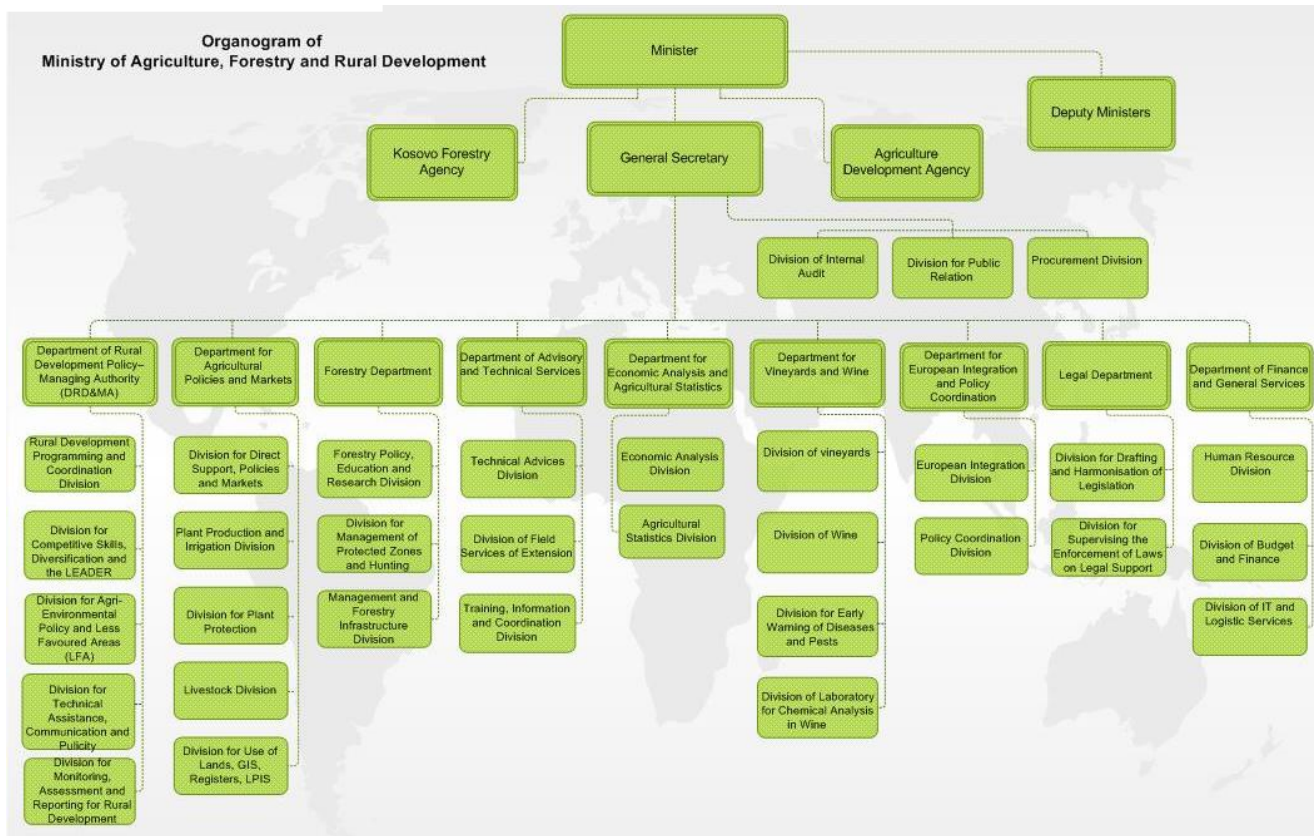 Organogram of
Ministry of Agriculture, Forestry and Rural Development
Minister
Deputy Ministers
Kosovo Forestry
Agency
General Secretary
Agriculture
Development Agency
Division of Internal
Audit
Division for Public
Relation
Procurement Division
Department of Rural
Development Policy–
Managing Authority
(DRD&MA)
Department for
Agricultural
Policies and Markets
Forestry Department
Department of Advisory
and Technical Services
Department for
Economic Analysis and
Agricultural Statistics
Department for
Vineyards and Wine
Department for
European Integration
and Policy
Coordination
Legal Department
Department of Finance
and General Services
Rural Development
Programming and
Coordination
Division
Division for
Competitive Skills,
Diversification and
the LEADER
Division for Agri-
Environmental
Policy and Less
Favoured Areas
(LFA)
Division for
Technical
Assistance,
Communication and
Pulicity
Division for
Monitoring,
Assessment and
Reporting for Rural
Development
Division for Direct
Support, Policies
and Markets
Plant Production and
Irrigation Division
Division for Plant
Protection
Livestock Division
Division for Use of
Lands, GIS,
Registers, LPIS
Forestry Policy,
Education and
Research Division
Division for
Management of
Protected Zones
and Hunting
Management and
Forestry
Infrastructure
Division
Technical Advices
Division
Division of Field
Services of Extension
Training, Information
and Coordination
Division
Economic Analysis
Division
Agricultural
Statistics Division
Division of vineyards
Division of Wine
Division for Early
Warning of Diseases
and Pests
Division of Laboratory
for Chemical Analysis
in Wine
European Integration
Division
Policy Coordination
Division
Division for Drafting
and Harmonisation of
Legislation
Division for
Supervising the
Enforcement of Laws
on Legal Support
Human Resource
Division
Division of Budget
and Finance
Division of IT and
Logistic Services